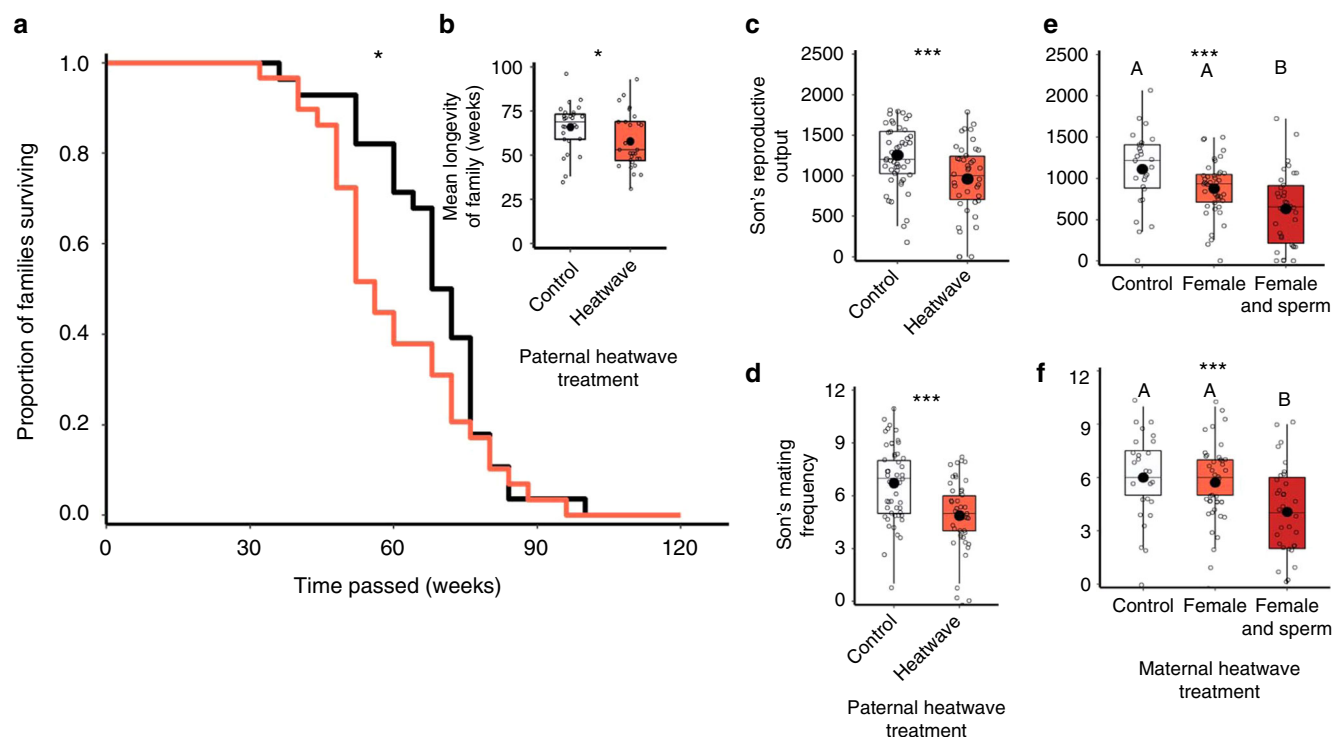 a
*
1.0
0.8
0.6
0.4
0.2
0.0
Proportion of families surviving
0 30 60 90 120
Time passed (weeks)
b
*
100
75
50
25
0
Mean longevity
of family (weeks)
Control Heatwave
Paternal heatwave
treatment
c
***
2500
2000
1500
1000
500
0
Son's reproductive
output
Control Heatwave
d
***
12
9
6
3
0
Son's mating
frequency
Control Heatwave
Paternal heatwave
treatment
e
***
A A B
2500
2000
1500
1000
500
0
Control Female Female
and sperm
f
***
A A B
12
9
6
3
0
Control Female Female
and sperm
Maternal heatwave
treatment